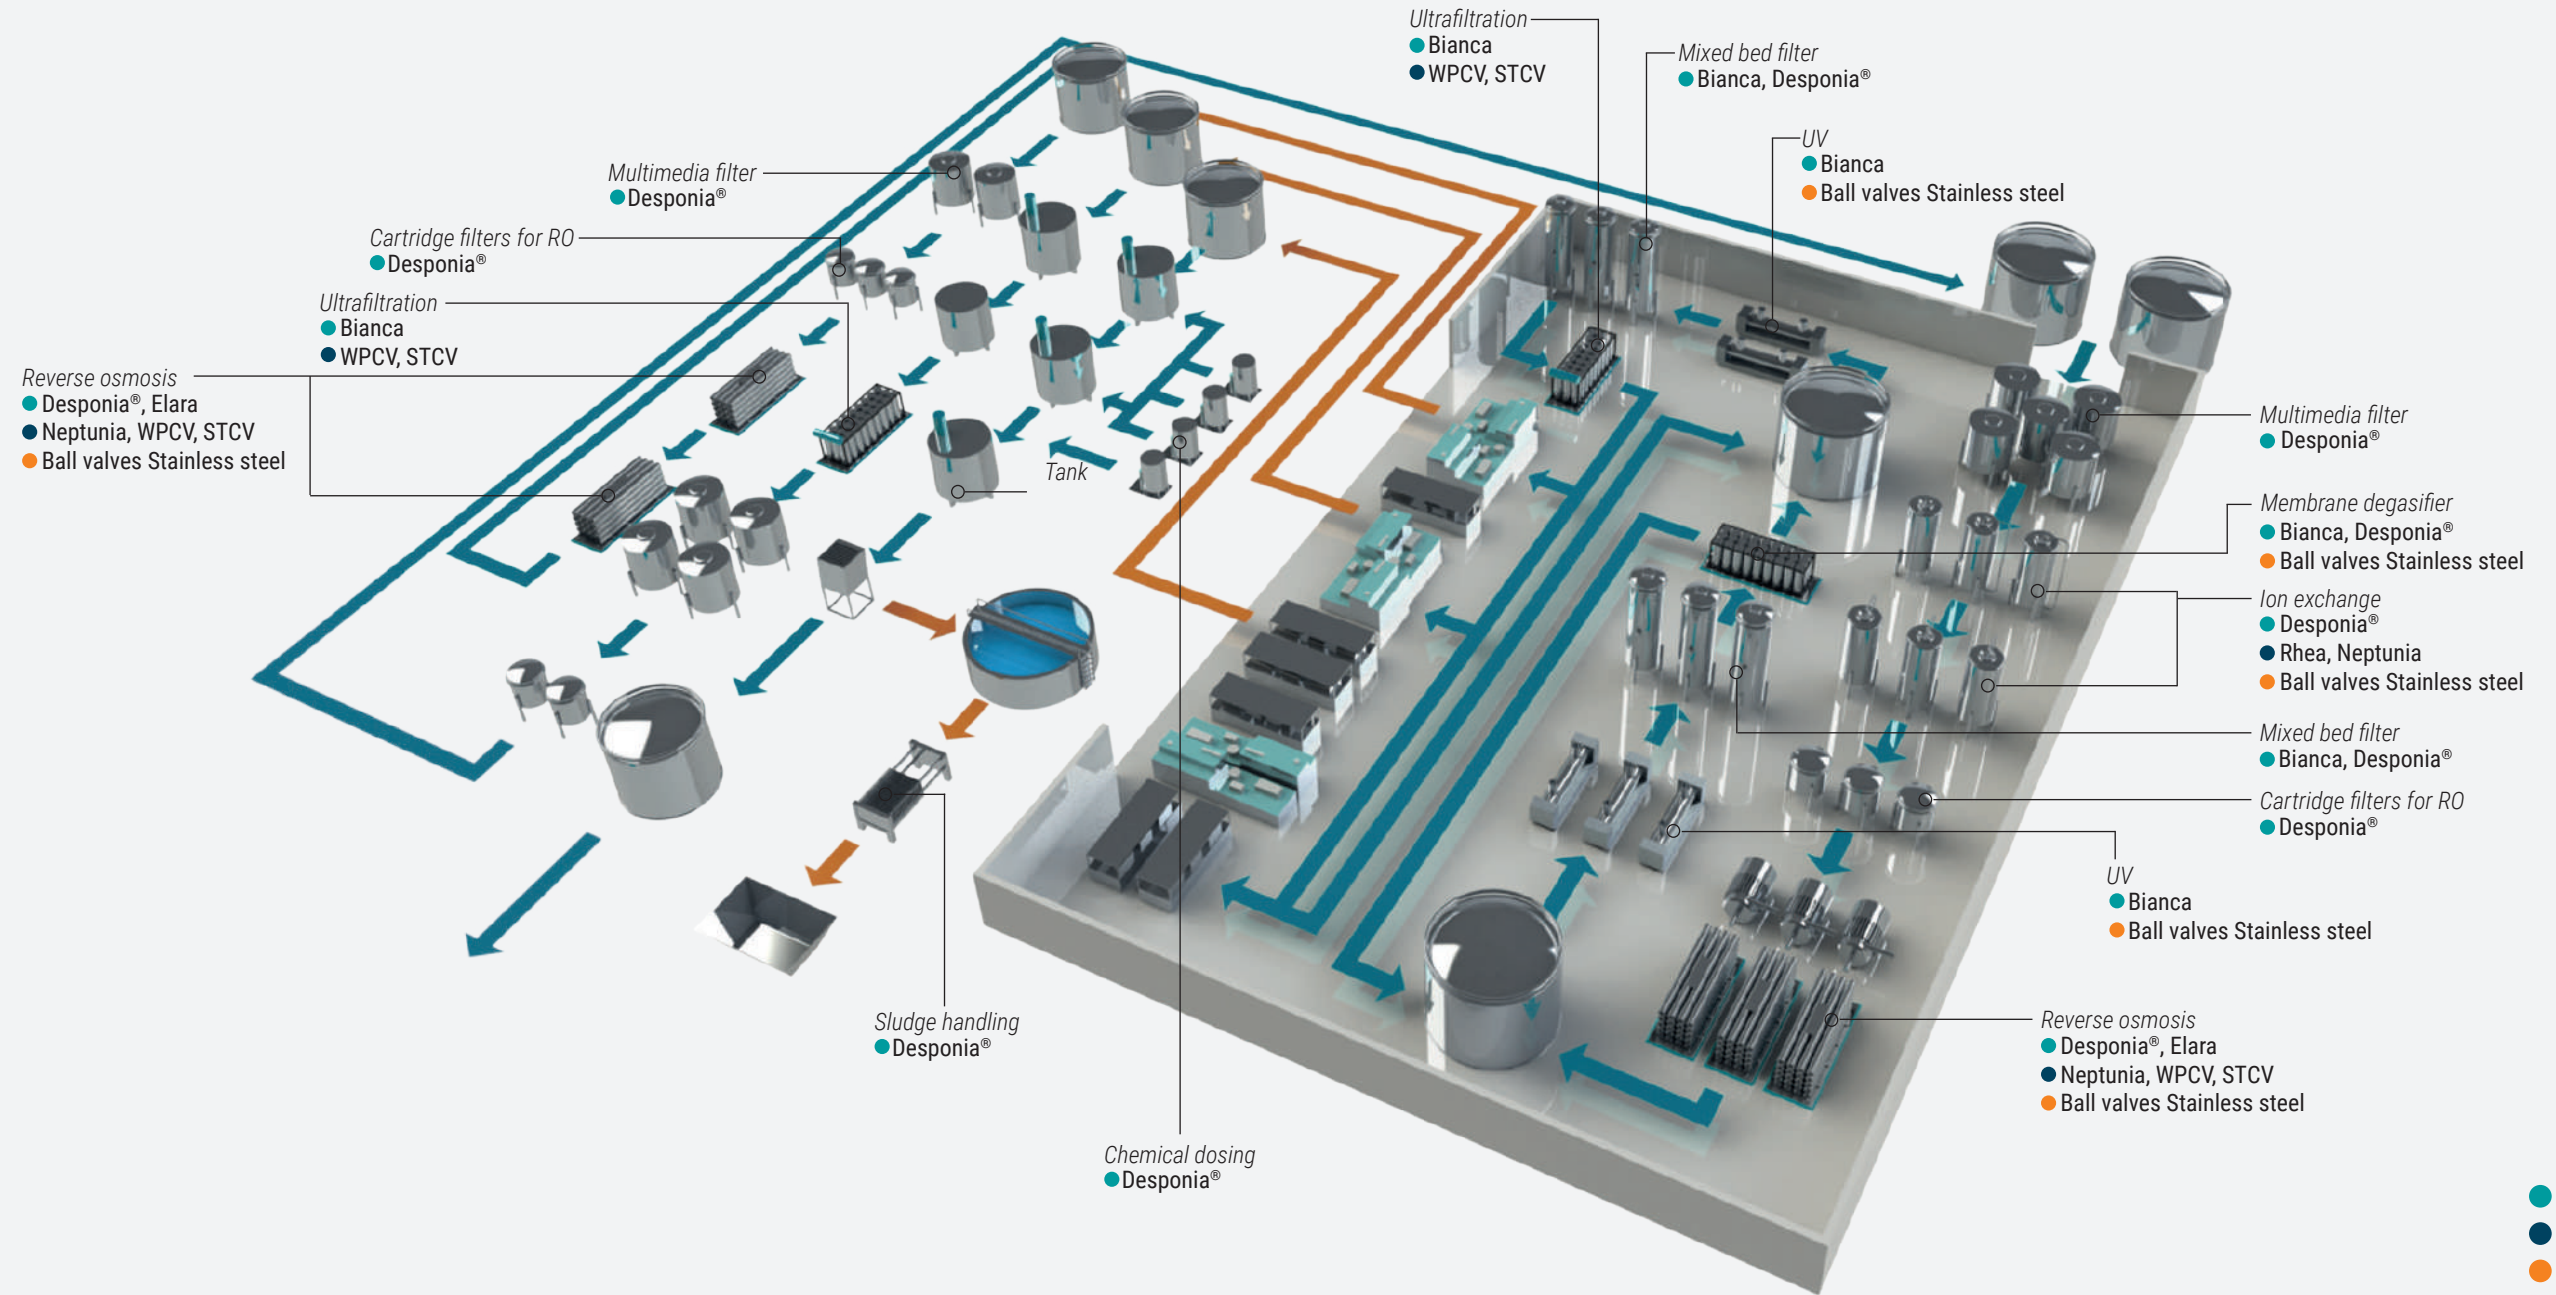 Ultrafiltration
Bianca
WPCV, STCV
Mixed bed filter
Bianca, Desponia®
UV
Bianca
Ball valves Stainless steel
Multimedia filter
Desponia®
Cartridge filters for RO
Desponia®
Ultrafiltration
Bianca
WPCV, STCV
Reverse osmosis
Desponia®, Elara
Neptunia, WPCV, STCV
Ball valves Stainless steel
Tank
Multimedia filter
Desponia®
Membrane degasifier
Bianca, Desponia®
Ball valves Stainless steel
Ion exchange
Desponia®
Rhea, Neptunia
Ball valves Stainless steel
Mixed bed filter
Bianca, Desponia®
Cartridge filters for RO
Desponia®
UV
Bianca
Ball valves Stainless steel
Sludge handling
Desponia®
Reverse osmosis
Desponia®, Elara
Neptunia, WPCV, STCV
Ball valves Stainless steel
Chemical dosing
Desponia®